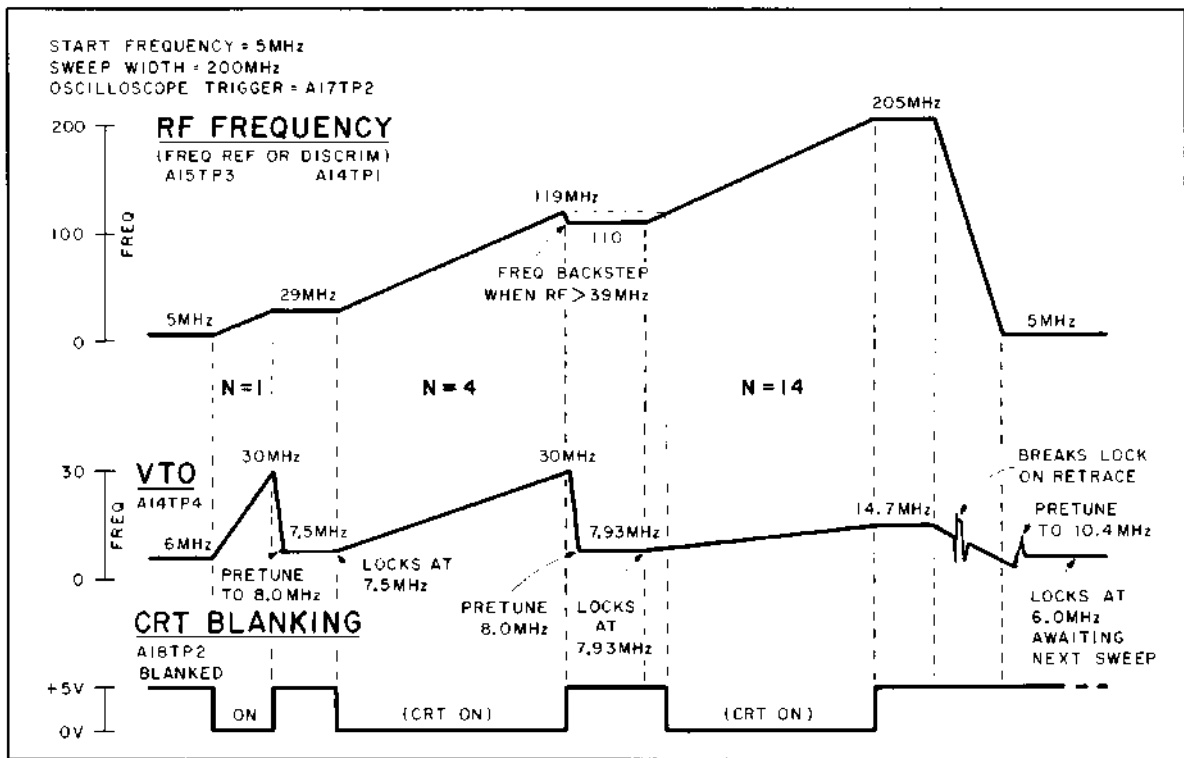 START FREQUENCY = 5MHz
SWEEP WIDTH = 200MHz
OSCILLOSCOPE TRIGGER = A17TP2
RF FREQUENCY
(FREQ REF OR DISCRIM)
A15TP3 A14TP1
200
100
0
FREQ
5MHz
29MHz
119MHz
110
FREQ BACKSTEP
WHEN RF > 39MHz
205MHz
5MHz
N=1
N=4
N=14
VTO
A14TP4
30
0
FREQ
6MHz
30MHz
7.5MHz
PRETUNE
TO 8.0MHz
LOCKS AT
7.5MHz
30MHz
7.93MHz
PRETUNE
8.0MHz
LOCKS
AT
7.93MHz
14.7MHz
BREAKS LOCK
ON RETRACE
PRETUNE
TO 10.4MHz
LOCKS AT
6.0MHz
AWAITING
NEXT SWEEP
CRT BLANKING
A18TP2
BLANKED
+5V
0V
ON
(CRT ON)
(CRT ON)